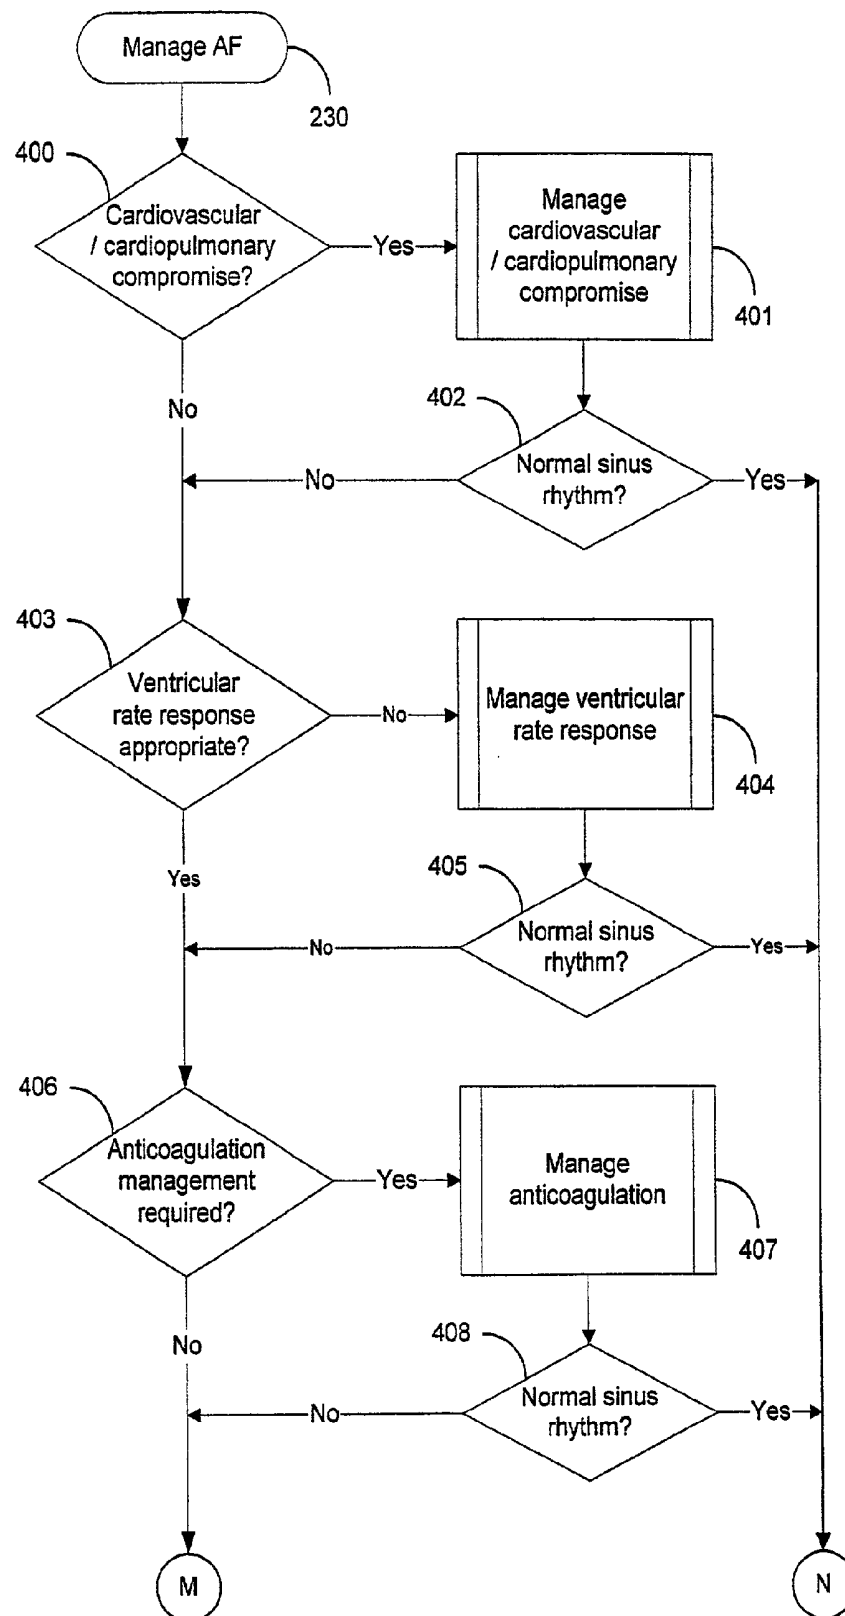 Manage AF
230
400
Cardiovascular
/ cardiopulmonary
compromise?
Yes
Manage
cardiovascular
/ cardiopulmonary
compromise
401
No
402
Normal sinus
rhythm?
No
Yes
403
Ventricular
rate response
appropriate?
No
Manage ventricular
rate response
404
Yes
405
Normal sinus
rhythm?
No
Yes
406
Anticoagulation
management
required?
Yes
Manage
anticoagulation
407
No
408
Normal sinus
rhythm?
No
Yes
M
N